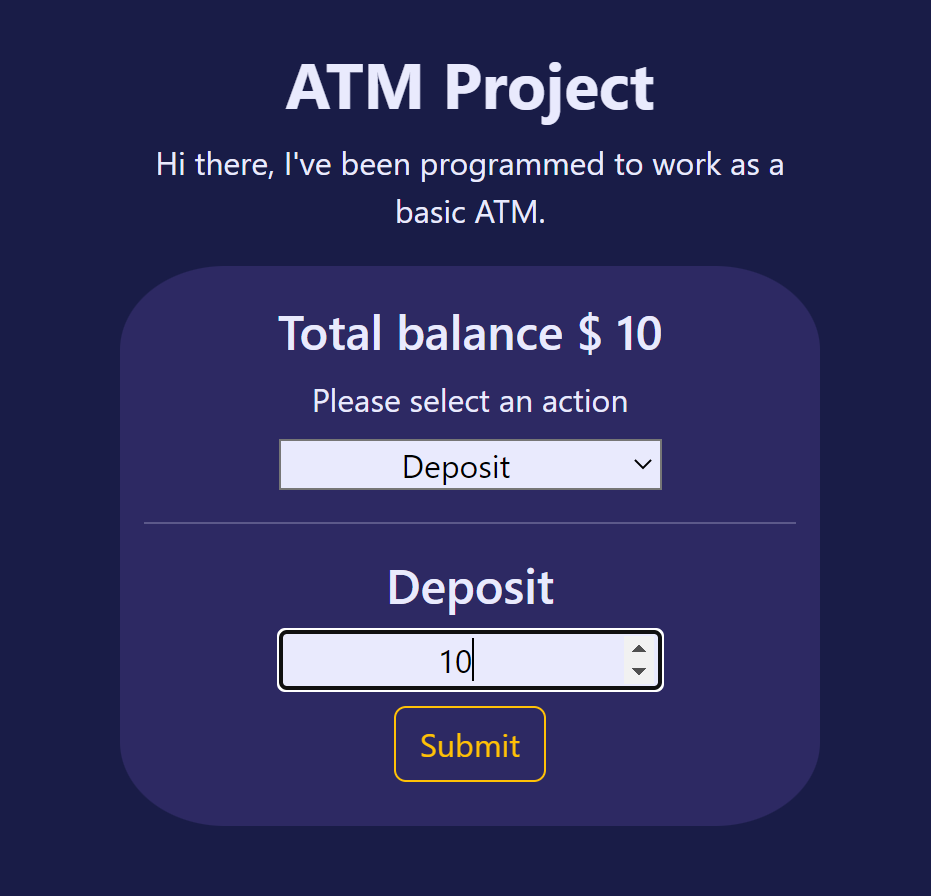 ATM Project
Hi there, I've been programmed to work as a
basic ATM.
Total balance $ 10
Please select an action
Deposit
Deposit
10
Submit